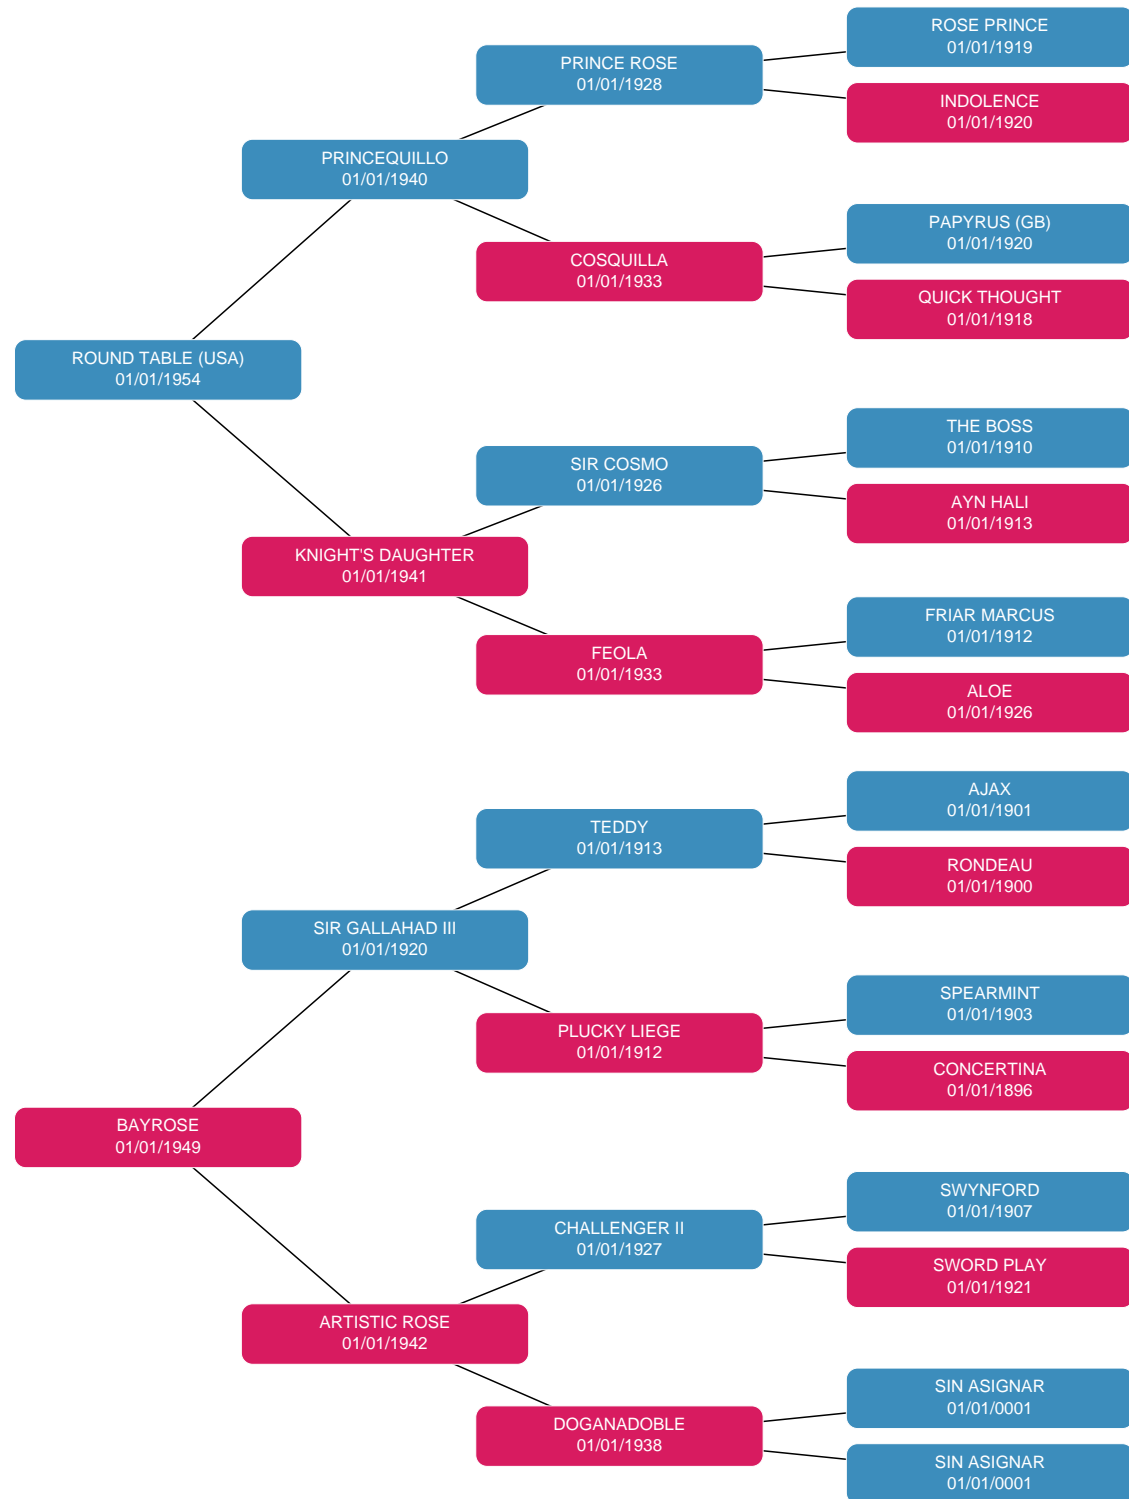 ROSE PRINCE
01/01/1919
PRINCE ROSE
01/01/1928
INDOLENCE
01/01/1920
PRINCEQUILLO
01/01/1940
PAPYRUS (GB)
01/01/1920
COSQUILLA
01/01/1933
QUICK THOUGHT
01/01/1918
ROUND TABLE (USA)
01/01/1954
THE BOSS
01/01/1910
SIR COSMO
01/01/1926
AYN HALI
01/01/1913
KNIGHT'S DAUGHTER
01/01/1941
FRIAR MARCUS
01/01/1912
FEOLA
01/01/1933
ALOE
01/01/1926
AJAX
01/01/1901
TEDDY
01/01/1913
RONDEAU
01/01/1900
SIR GALLAHAD III
01/01/1920
SPEARMINT
01/01/1903
PLUCKY LIEGE
01/01/1912
CONCERTINA
01/01/1896
BAYROSE
01/01/1949
SWYNFORD
01/01/1907
CHALLENGER II
01/01/1927
SWORD PLAY
01/01/1921
ARTISTIC ROSE
01/01/1942
SIN ASIGNAR
01/01/0001
DOGANADOBLE
01/01/1938
SIN ASIGNAR
01/01/0001